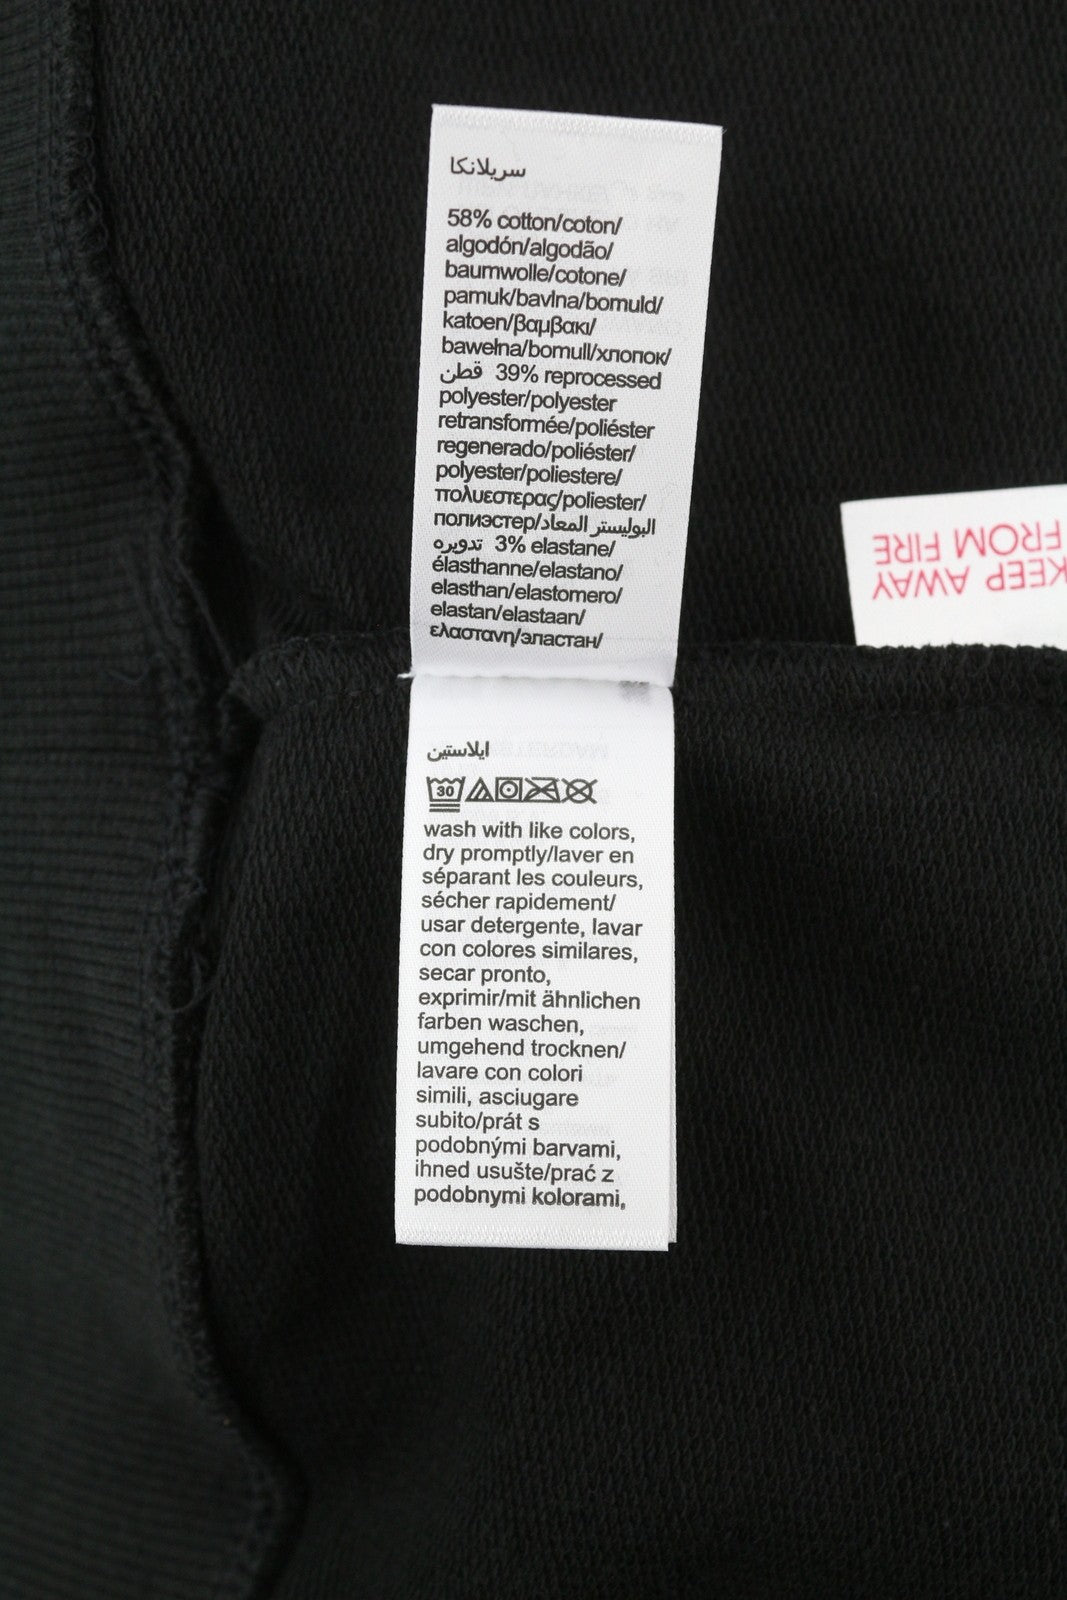 سريلانكا
58% cotton/coton/
algodón/algodão/
baumwolle/cotone/
pamuk/bavlna/bomuld/
katoen/βαμβακι/
bawełna/bomull/хлопок/
قطن 39% reprocessed
polyester/polyester
retransformée/poliéster
regenerado/poliéster/
polyester/poliestere/
πολυεστερας/poliester/
полиэстер/البوليستر المعاد
تدويره 3% elastane/
élasthanne/elastano/
elasthan/elastomero/
elastan/elastaan/
ελαστανη/эластан/
ايلاستين
30
wash with like colors,
dry promptly/laver en
séparant les couleurs,
sécher rapidement/
usar detergente, lavar
con colores similares,
secar pronto,
exprimir/mit ähnlichen
farben waschen,
umgehend trocknen/
lavare con colori
simili, asciugare
subito/prát s
podobnými barvami,
ihned usušte/prać z
podobnymi kolorami,
KEEP AWAY
FROM FIRE